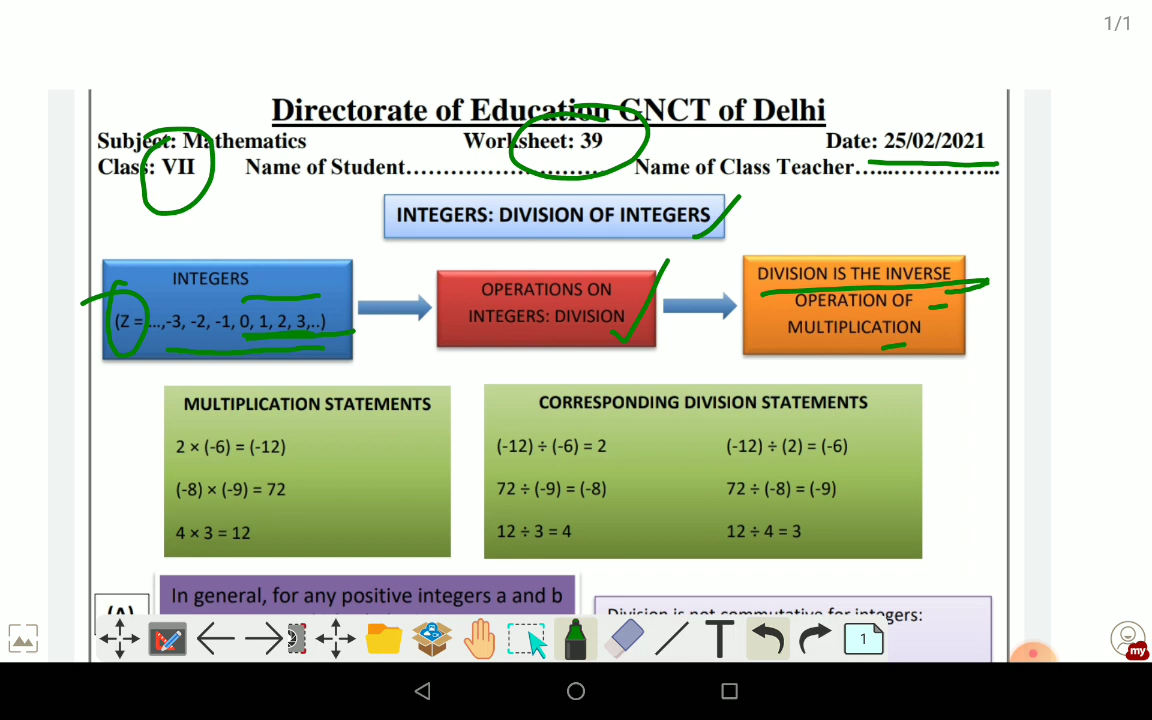 1/1
Directorate of Education GNCT of Delhi
Subject: Mathematics Worksheet: 39 Date: 25/02/2021
Class: VII Name of Student……………………… Name of Class Teacher…...…………...
INTEGERS: DIVISION OF INTEGERS
INTEGERS
(Z = …,-3, -2, -1, 0, 1, 2, 3,..)
OPERATIONS ON
INTEGERS: DIVISION
DIVISION IS THE INVERSE
OPERATION OF
MULTIPLICATION
MULTIPLICATION STATEMENTS
2 × (-6) = (-12)
(-8) × (-9) = 72
4 × 3 = 12
CORRESPONDING DIVISION STATEMENTS
(-12) ÷ (-6) = 2 (-12) ÷ (2) = (-6)
72 ÷ (-9) = (-8) 72 ÷ (-8) = (-9)
12 ÷ 3 = 4 12 ÷ 4 = 3
(A)
In general, for any positive integers a and b
Division is not commutative for integers:
T
1
my